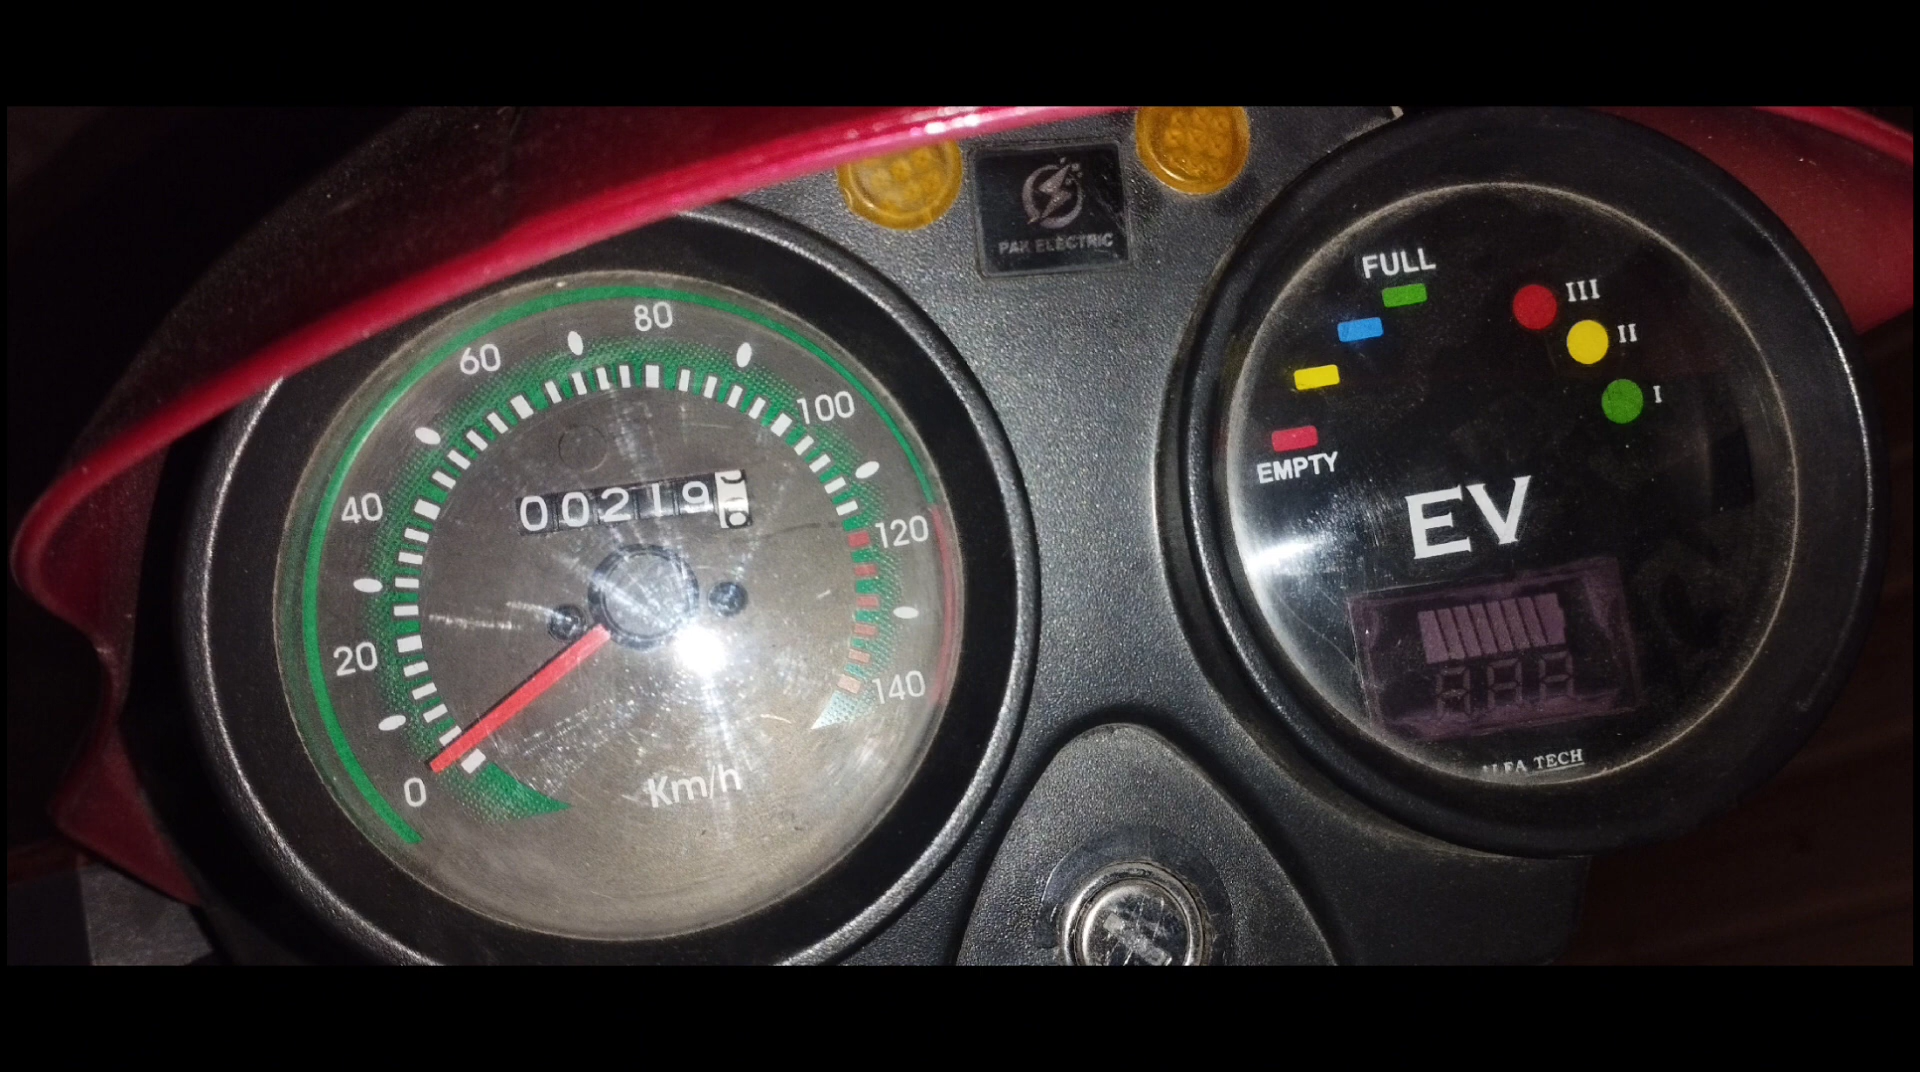 PAK ELECTRIC
0
20
40
60
80
100
120
140
00219
Km/h
FULL
EMPTY
III
II
I
EV
ALFA TECH